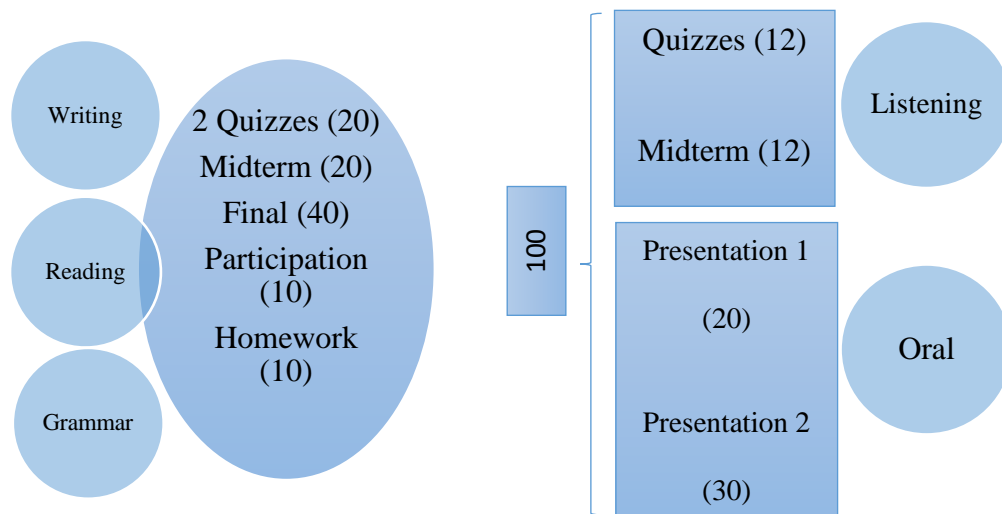 Writing
Reading
Grammar
2 Quizzes (20)
Midterm (20)
Final (40)
Participation
(10)
Homework
(10)
100
Quizzes (12)
Midterm (12)
Presentation 1
(20)
Presentation 2
(30)
Listening
Oral